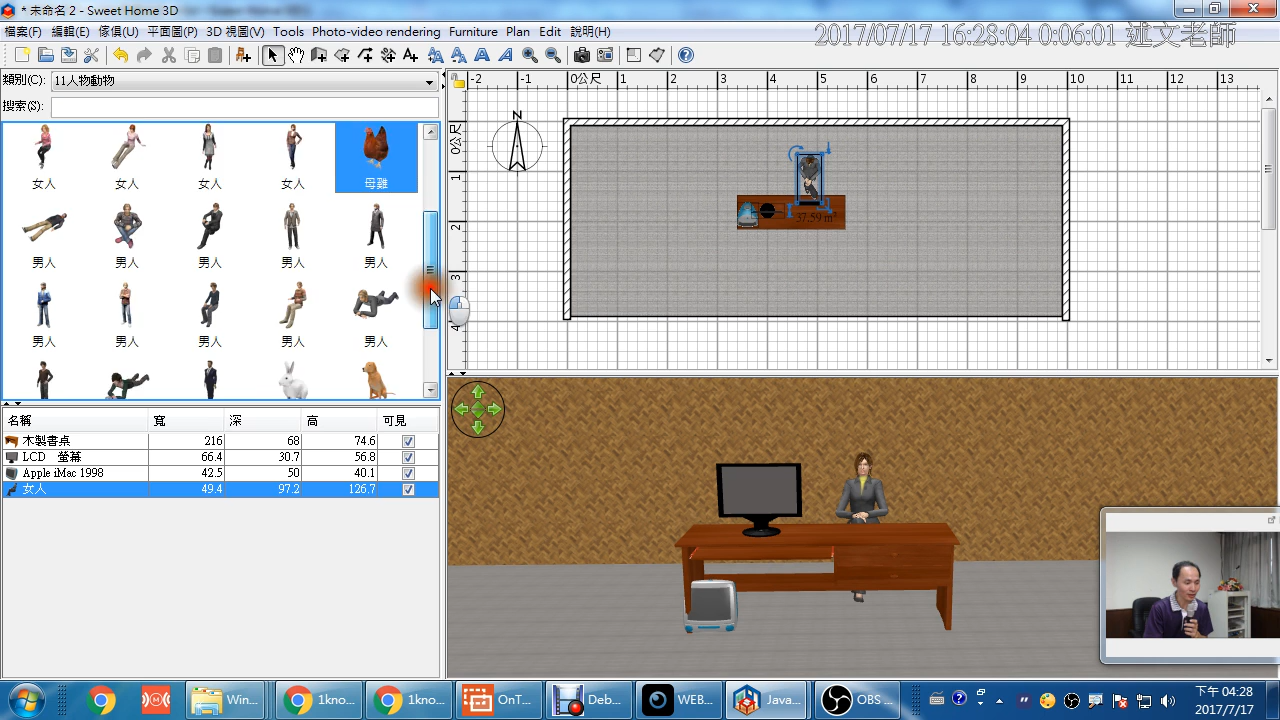 * 未命名 2 - Sweet Home 3D
檔案(F) 編輯(E) 傢俱(U) 平面圖(P) 3D 視圖(V) Tools Photo-video rendering Furniture Plan Edit 說明(H)
2017/07/17 16:28:04 0:06:01 述文老師
類別(C): 11人物動物
搜索(S):
女人 女人 女人 女人 母雞
男人 男人 男人 男人 男人
男人 男人 男人 男人 男人
名稱 寬 深 高 可見
木製書桌 216 68 74.6
LCD 螢幕 66.4 30.7 56.8
Apple iMac 1998 42.5 50 40.1
女人 49.4 97.2 126.7
-2 -1 0公尺 1 2 3 4 5 6 7 8 9 10 11 12 13
0公尺
1
2
3
4
N
37.59 m²
Win... 1kno... 1kno... OnT... Deb... WEB... Java... OBS ...
下午 04:28
2017/7/17